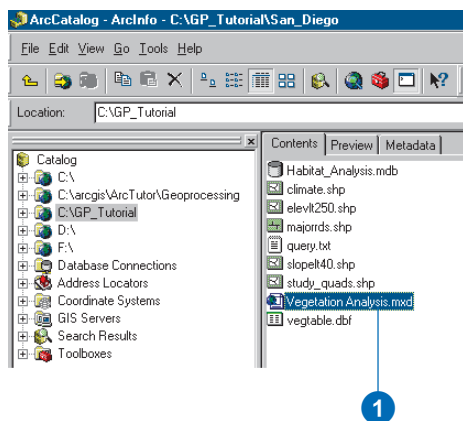 ArcCatalog - ArcInfo - C:\GP_Tutorial\San_Diego
File Edit View Go Tools Help
Location: C:\GP_Tutorial
Catalog
C:\
C:\arcgis\ArcTutor\Geoprocessing
C:\GP_Tutorial
D:\
F:\
Database Connections
Address Locators
Coordinate Systems
GIS Servers
Search Results
Toolboxes
Contents Preview Metadata
Habitat_Analysis.mdb
climate.shp
elevlt250.shp
majorrds.shp
query.txt
slopelt40.shp
study_quads.shp
Vegetation Analysis.mxd
vegtable.dbf
1